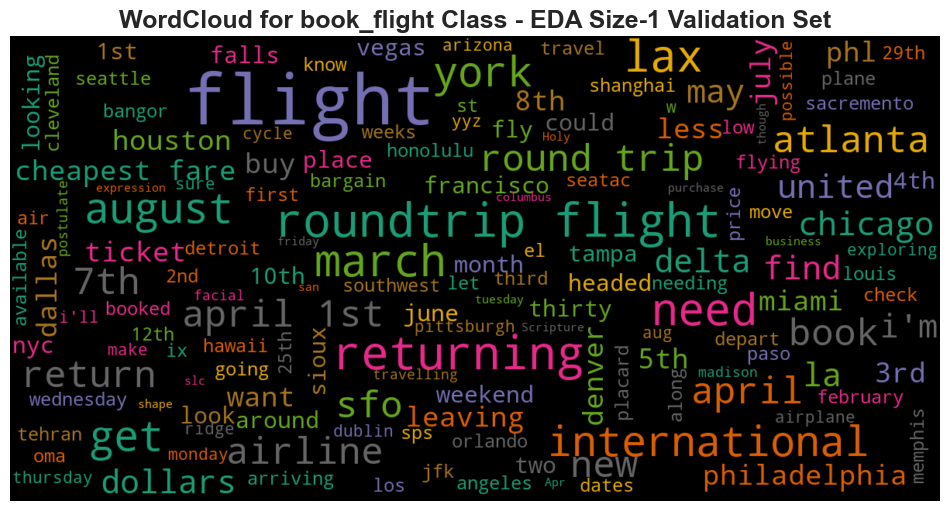 WordCloud for book_flight Class - EDA Size-1 Validation Set
looking
cleveland
1st
seattle
bangor
falls
know
vegas
arizona
travel
york
lax
july
possible
phl
29th
plane
sacremento
shanghai
may
st
8th
w
flight
houston
cycle
weeks
yyz
fly
could
Holy
less
low
though
atlanta
cheapest fare
sure
buy
place
honolulu
round trip
flying
postulate
expression
first
bargain
francisco
seatac
purchase
united
4th
columbus
price
move
air
august
roundtrip flight
chicago
available
dallas
ticket
detroit
friday
march
month
el
tampa
delta
business
find
exploring
louis
7th
2nd
10th
san
southwest
let
third
headed
needing
check
i'll
booked
facial
april 1st
june
tuesday
thirty
need
miami
12th
25th
sioux
pittsburgh
Scripture
aug
depart
book
i'm
nyc
make
ix
hawaii
returning
denver
5th
paso
return
slc
going
travelling
placard
along
madison
la
3rd
wednesday
shape
want
sfo
weekend
april
february
look
around
leaving
airplane
tehran
ridge
dublin
sps
orlando
international
memphis
oma
get
monday
airline
jfk
two
new
philadelphia
thursday
dollars
arriving
los
angeles
Apr
dates